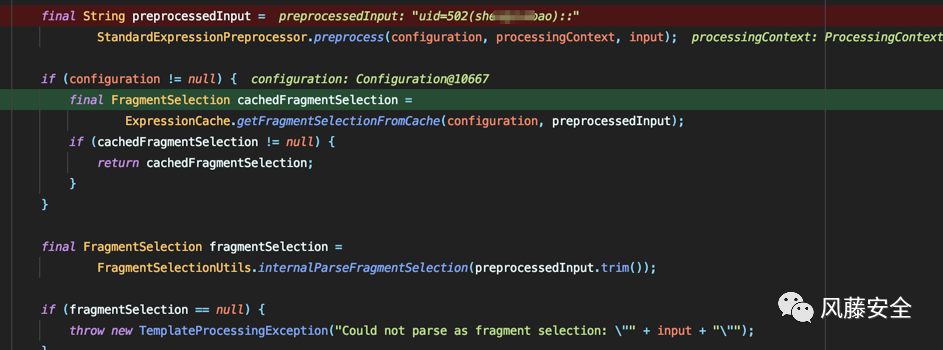 final String preprocessedInput = preprocessedInput: "uid=502(she bao)::"
StandardExpressionPreprocessor.preprocess(configuration, processingContext, input); processingContext: ProcessingContext
if (configuration != null) { configuration: Configuration@10667
final FragmentSelection cachedFragmentSelection =
ExpressionCache.getFragmentSelectionFromCache(configuration, preprocessedInput);
if (cachedFragmentSelection != null) {
return cachedFragmentSelection;
}
}
final FragmentSelection fragmentSelection =
FragmentSelectionUtils.internalParseFragmentSelection(preprocessedInput.trim());
if (fragmentSelection == null) {
throw new TemplateProcessingException("Could not parse as fragment selection: \"" + input + "\"");
}
风藤安全